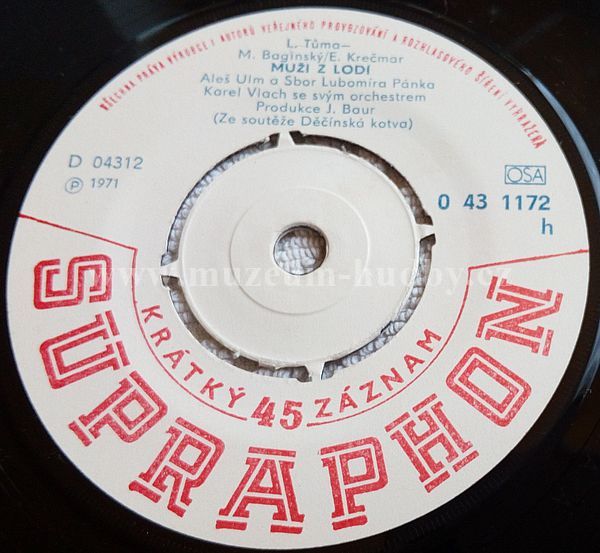 VŠECHNA PRÁVA VÝROBCE I AUTORŮ VEŘEJNÉHO PROVOZOVÁNÍ A ROZHLASOVÉHO ŠÍŘENÍ VYHRAZENA
L. Tůma–
M. Baginský/E. Krečmar
MUŽI Z LODÍ
Aleš Ulm a Sbor Lubomíra Pánka
Karel Vlach se svým orchestrem
Produkce J. Baur
(Ze soutěže Děčínská kotva)
D 04312
Ⓟ 1971
OSA
0 43 1172
h
www.muzeum-hudby.cz
KRÁTKÝ 45 ZÁZNAM
SUPRAPHON